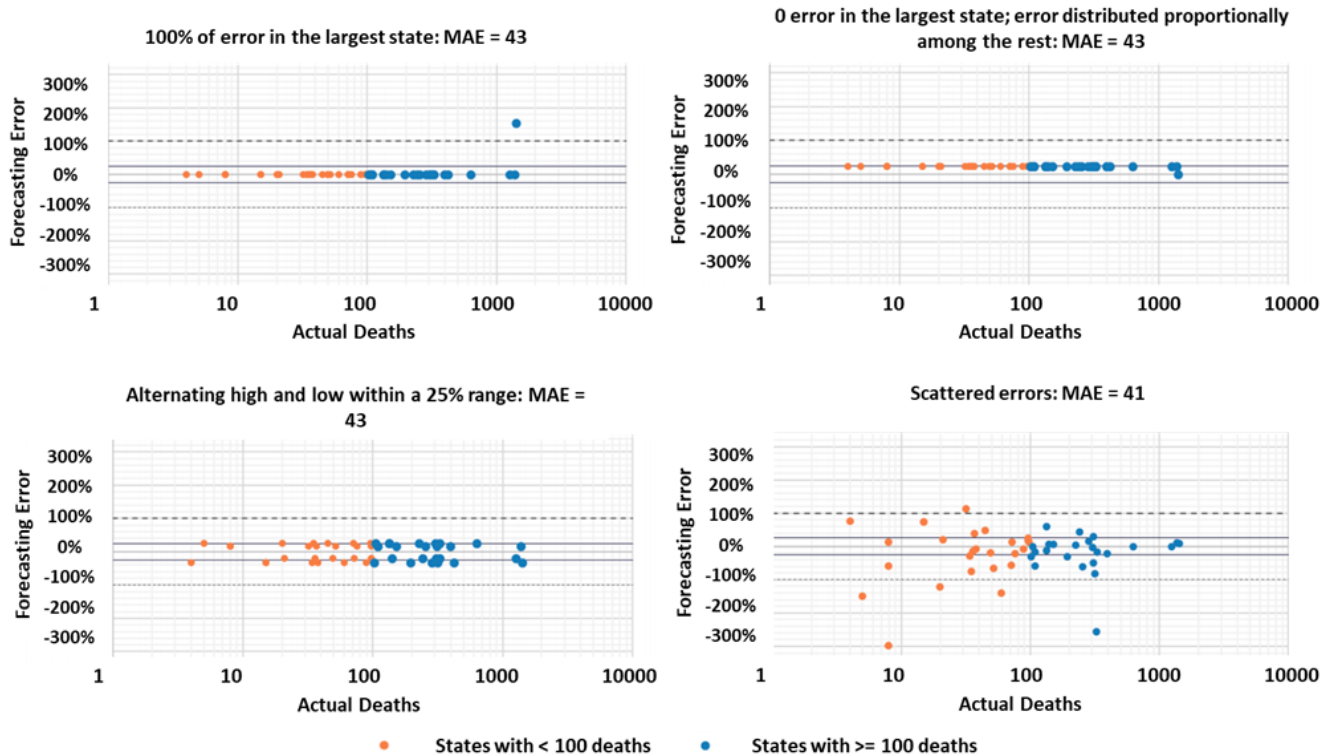 100% of error in the largest state: MAE = 43
Forecasting Error
300%
200%
100%
0%
-100%
-200%
-300%
1 10 100 1000 10000
Actual Deaths
0 error in the largest state; error distributed proportionally
among the rest: MAE = 43
Forecasting Error
300%
200%
100%
0%
-100%
-200%
-300%
1 10 100 1000 10000
Actual Deaths
Alternating high and low within a 25% range: MAE =
43
Forecasting Error
300%
200%
100%
0%
-100%
-200%
-300%
1 10 100 1000 10000
Actual Deaths
Scattered errors: MAE = 41
Forecasting Error
300%
200%
100%
0%
-100%
-200%
-300%
1 10 100 1000 10000
Actual Deaths
States with < 100 deaths
States with >= 100 deaths